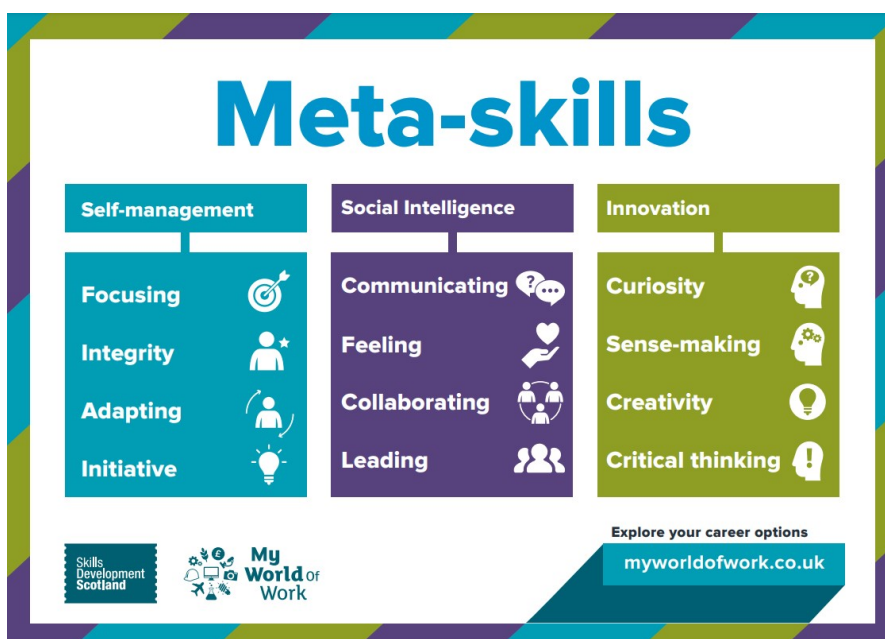 Meta-skills
Self-management
Focusing
Integrity
Adapting
Initiative
Social Intelligence
Communicating
Feeling
Collaborating
Leading
Innovation
Curiosity
Sense-making
Creativity
Critical thinking
Skills
Development
Scotland
My
World Of
Work
Explore your career options
myworldofwork.co.uk